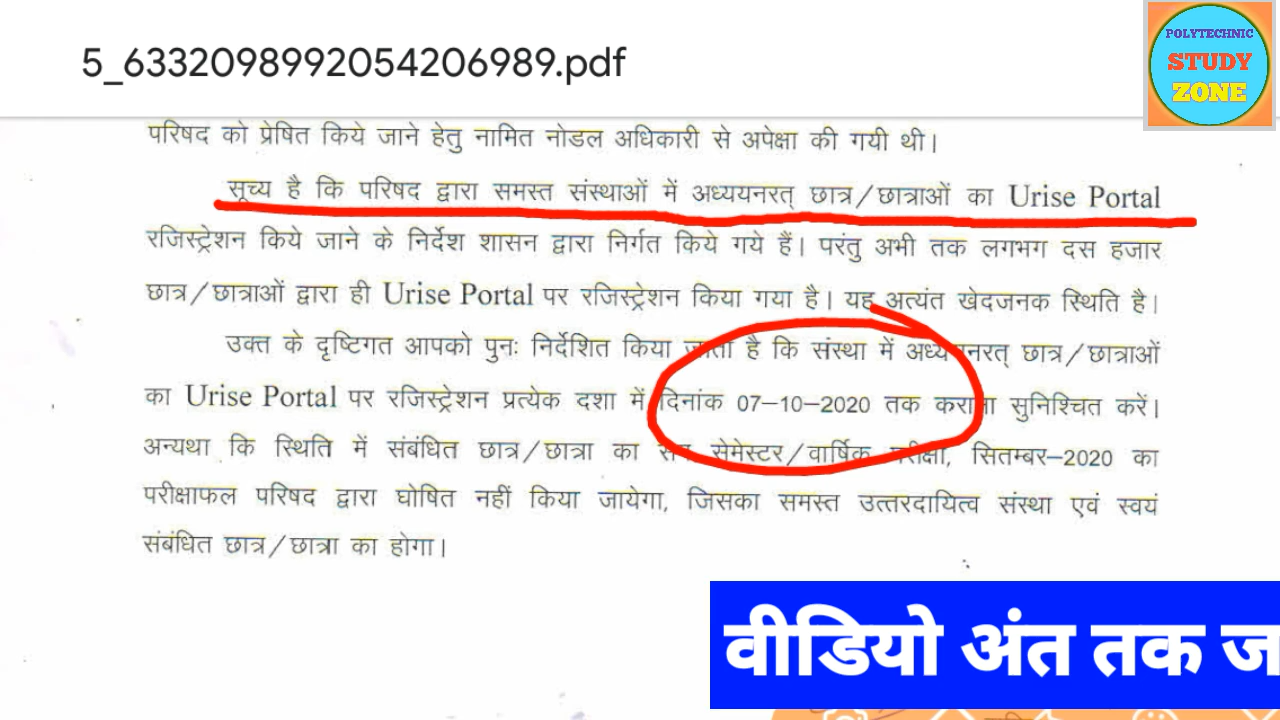 5_6332098992054206989.pdf
POLYTECHNIC
STUDY
ZONE
परिषद को प्रेषित किये जाने हेतु नामित नोडल अधिकारी से अपेक्षा की गयी थी।
सूच्य है कि परिषद द्वारा समस्त संस्थाओं में अध्ययनरत् छात्र/छात्राओं का Urise Portal
रजिस्ट्रेशन किये जाने के निर्देश शासन द्वारा निर्गत किये गये हैं। परंतु अभी तक लगभग दस हजार
छात्र/छात्राओं द्वारा ही Urise Portal पर रजिस्ट्रेशन किया गया है। यह अत्यंत खेदजनक स्थिति है।
उक्त के दृष्टिगत आपको पुनः निर्देशित किया जाता है कि संस्था में अध्ययनरत् छात्र/छात्राओं
का Urise Portal पर रजिस्ट्रेशन प्रत्येक दशा में दिनांक 07-10-2020 तक कराना सुनिश्चित करें।
अन्यथा कि स्थिति में संबंधित छात्र/छात्रा का सेमेस्टर/वार्षिक परीक्षा, सितम्बर-2020 का
परीक्षाफल परिषद द्वारा घोषित नहीं किया जायेगा, जिसका समस्त उत्तरदायित्व संस्था एवं स्वयं
संबंधित छात्र/छात्रा का होगा।
वीडियो अंत तक ज